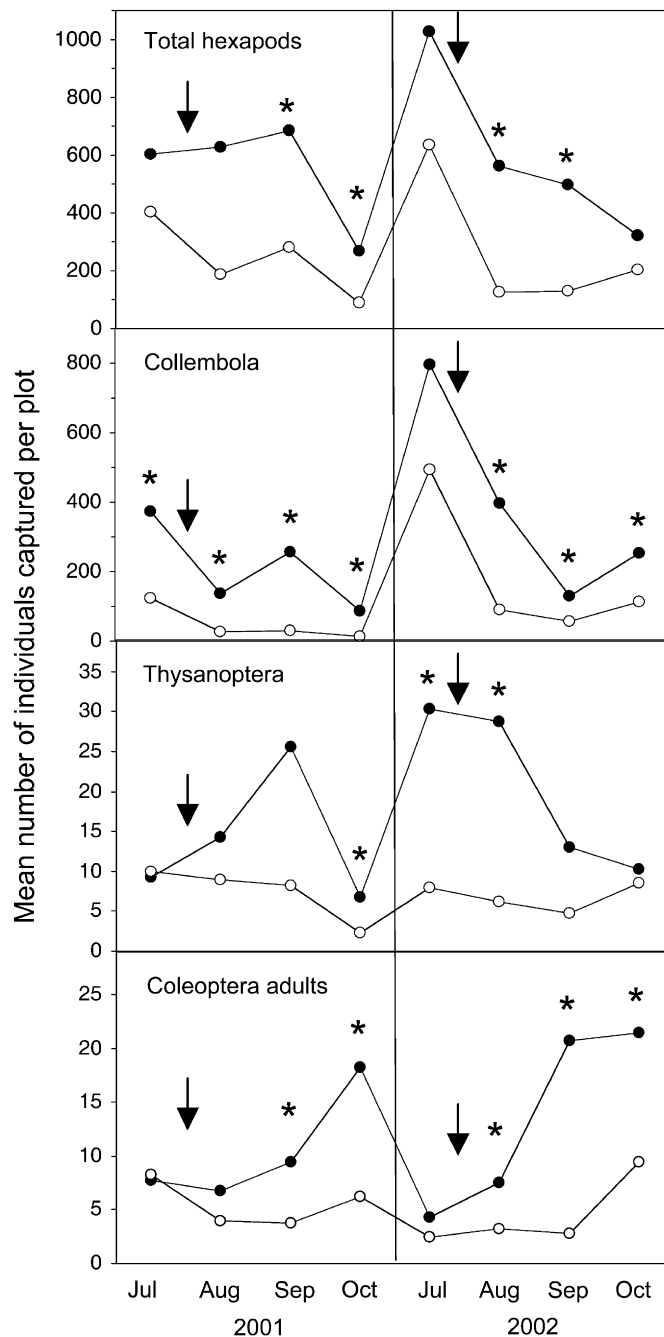 Mean number of individuals captured per plot
Total hexapods
1000
800
600
400
200
0
* * * *
Collembola
800
600
400
200
0
* * * * * * *
Thysanoptera
35
30
25
20
15
10
5
0
* * *
Coleoptera adults
25
20
15
10
5
0
* * * * *
Jul Aug Sep Oct Jul Aug Sep Oct
2001 2002